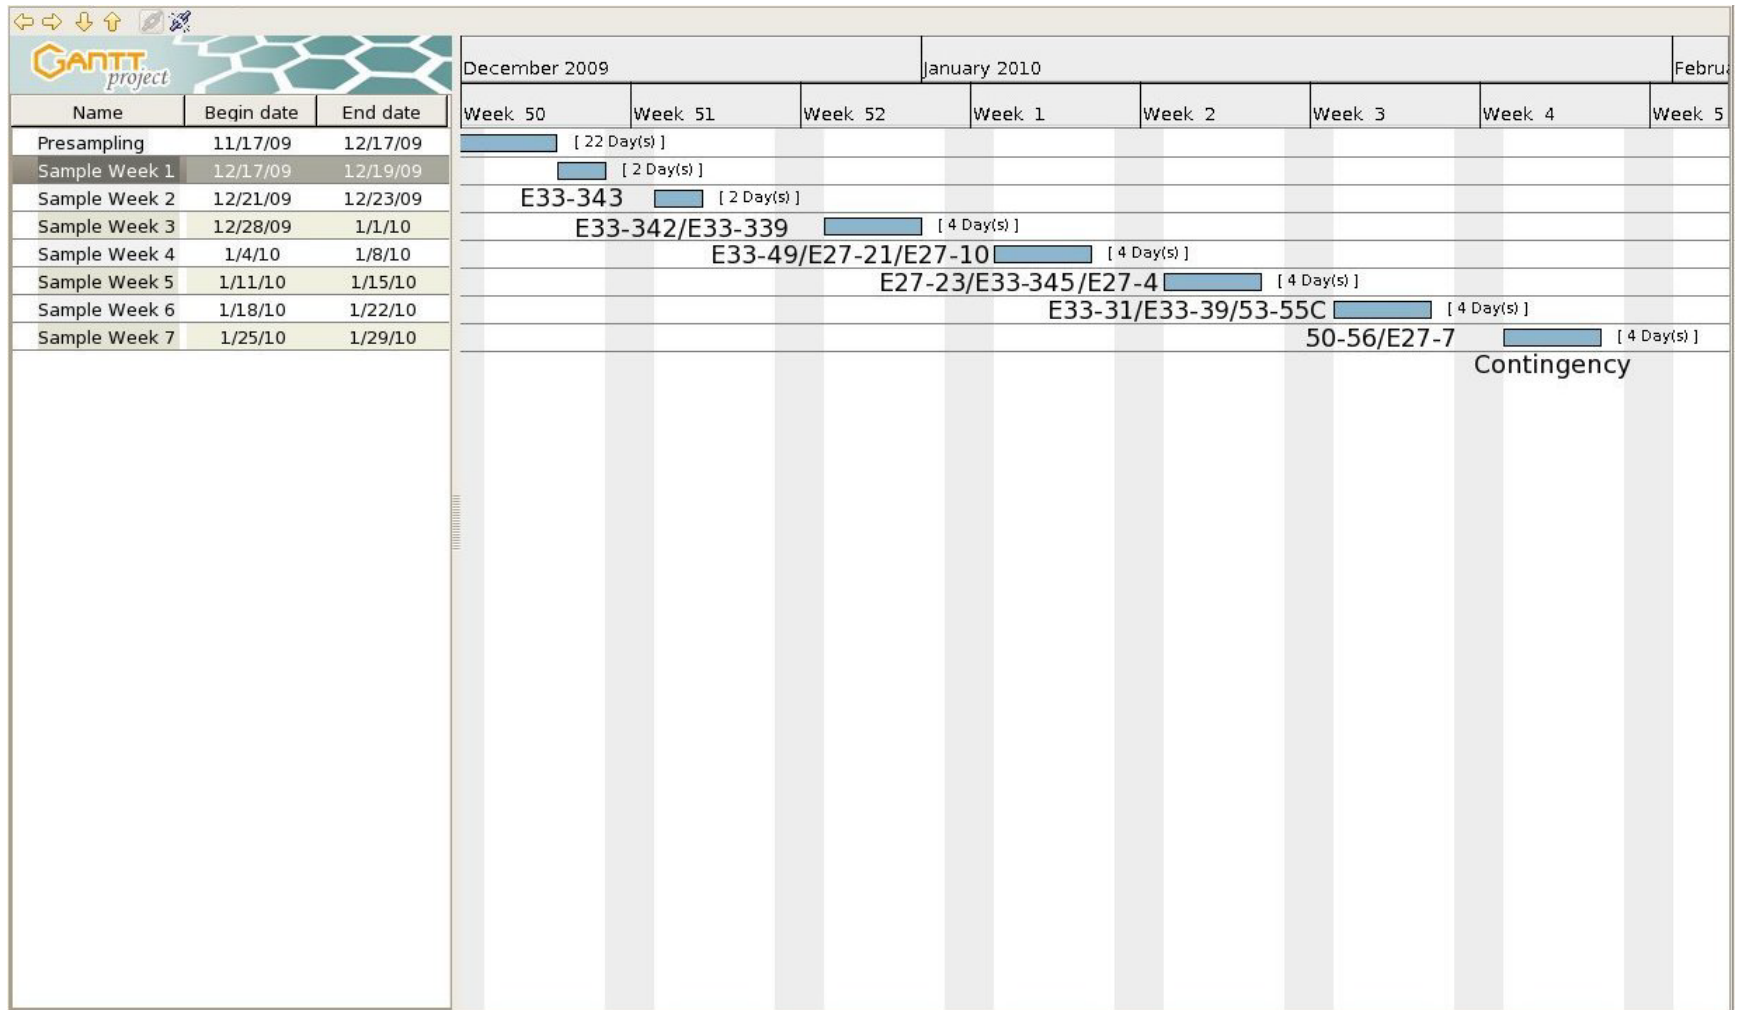 GANTT
project
December 2009 January 2010 Februa
Name Begin date End date Week 50 Week 51 Week 52 Week 1 Week 2 Week 3 Week 4 Week 5
Presampling 11/17/09 12/17/09 [ 22 Day(s) ]
Sample Week 1 12/17/09 12/19/09 [ 2 Day(s) ]
Sample Week 2 12/21/09 12/23/09 E33-343 [ 2 Day(s) ]
Sample Week 3 12/28/09 1/1/10 E33-342/E33-339 [ 4 Day(s) ]
Sample Week 4 1/4/10 1/8/10 E33-49/E27-21/E27-10 [ 4 Day(s) ]
Sample Week 5 1/11/10 1/15/10 E27-23/E33-345/E27-4 [ 4 Day(s) ]
Sample Week 6 1/18/10 1/22/10 E33-31/E33-39/53-55C [ 4 Day(s) ]
Sample Week 7 1/25/10 1/29/10 50-56/E27-7 [ 4 Day(s) ]
Contingency